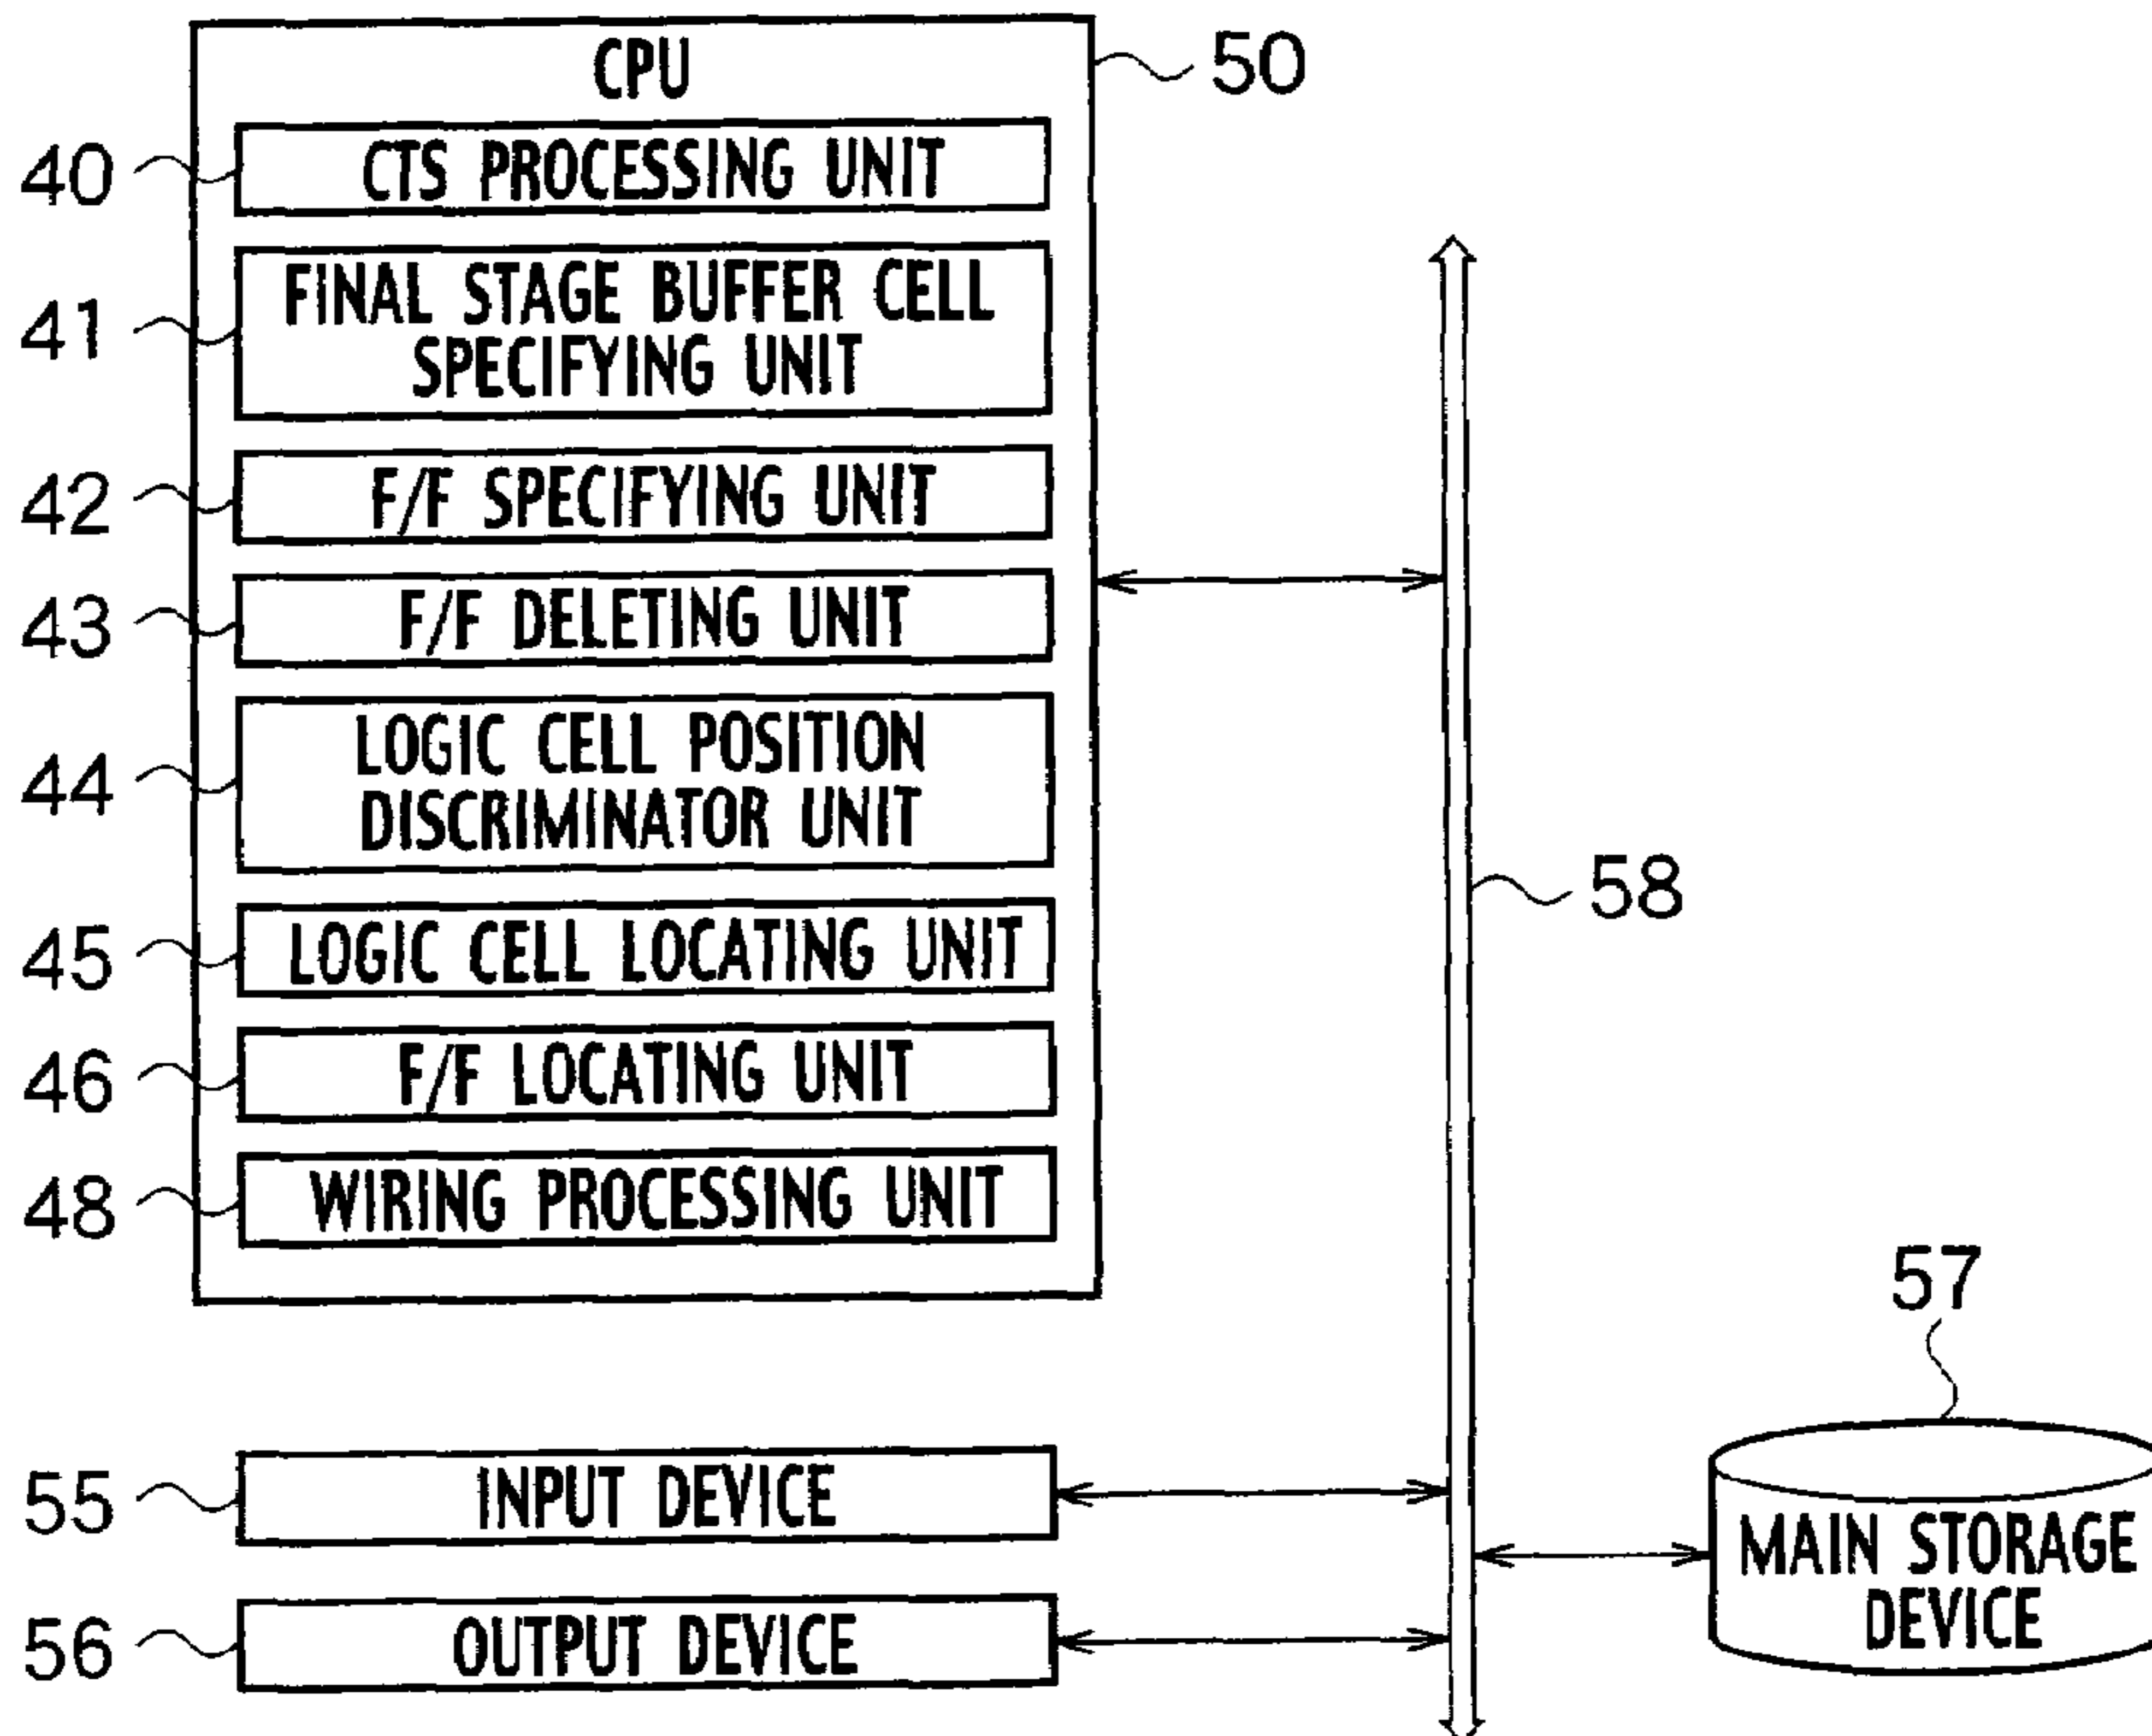 CPU
50
40
CTS PROCESSING UNIT
41
FINAL STAGE BUFFER CELL
SPECIFYING UNIT
42
F/F SPECIFYING UNIT
43
F/F DELETING UNIT
44
LOGIC CELL POSITION
DISCRIMINATOR UNIT
58
45
LOGIC CELL LOCATING UNIT
46
F/F LOCATING UNIT
48
WIRING PROCESSING UNIT
57
55
INPUT DEVICE
MAIN STORAGE
DEVICE
56
OUTPUT DEVICE